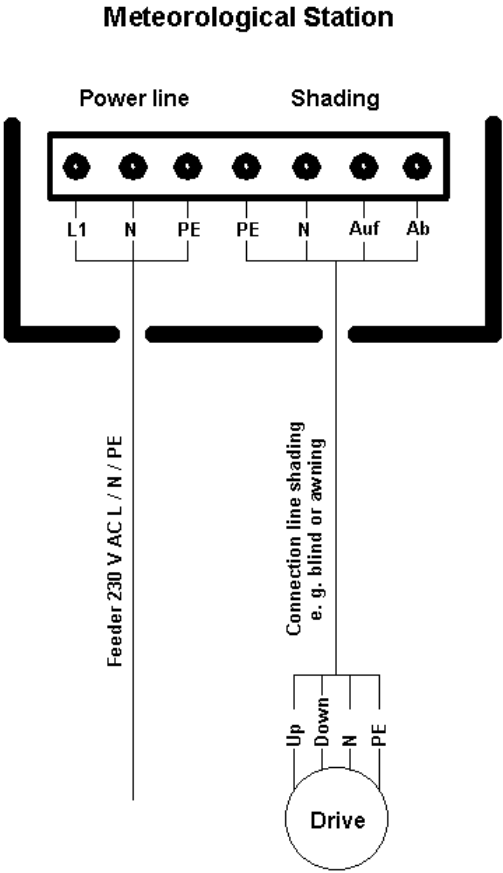 Meteorological Station
Power line
Shading
L1 N PE PE N Auf Ab
Feeder 230 V AC L / N / PE
Connection line shading
e. g. blind or awning
Up Down N PE
Drive